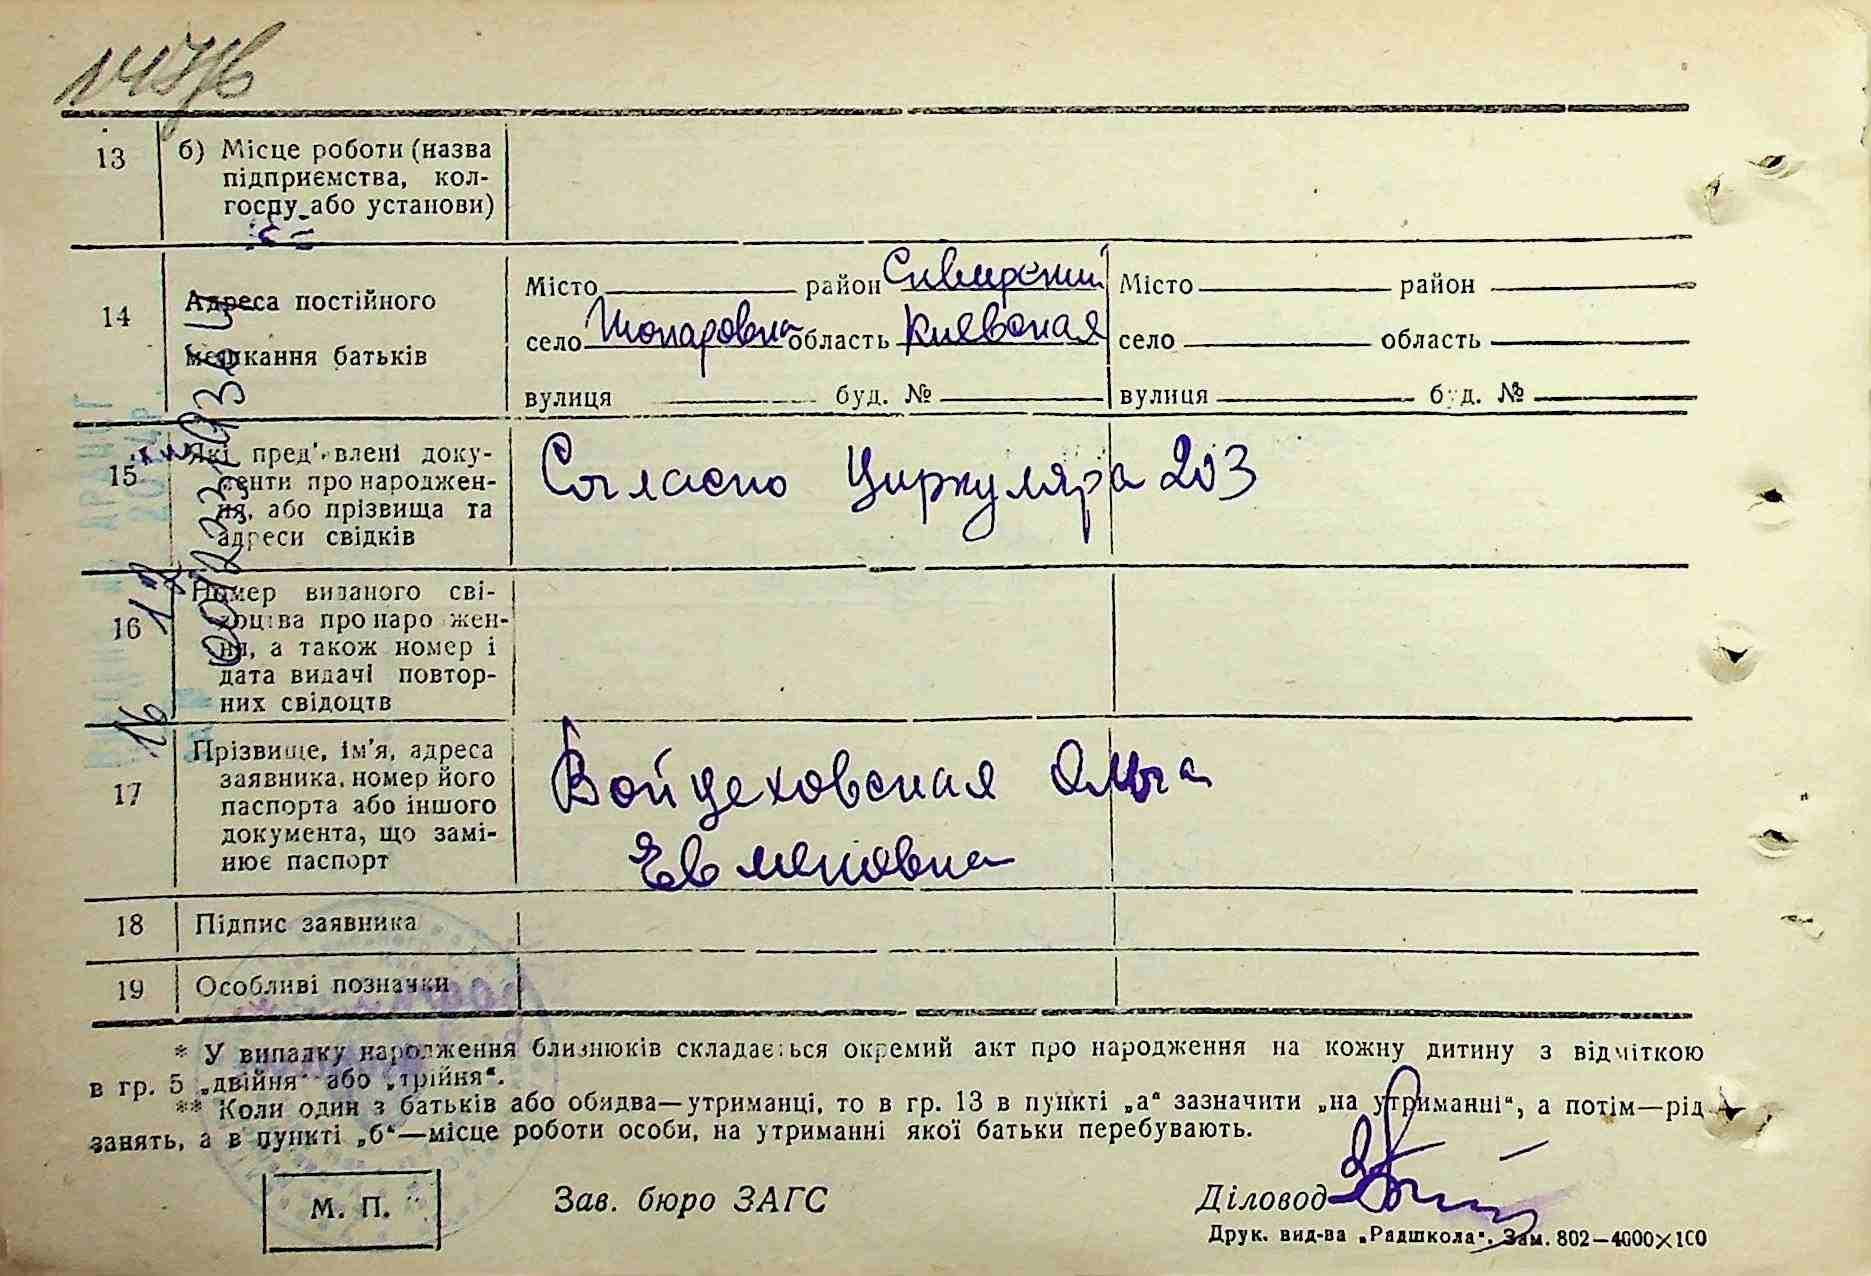 13
б) Місце роботи (назва
підприємства, кол-
госпу або установи)
14
Адреса постійного
мешкання батьків
Місто район Сквирский
село Токаровка область Киевская
вулиця буд. №
Місто район
село область
вулиця буд. №
15
Які пред'явлені доку-
менти про народжен-
ня, або прізвища та
адреси свідків
Согласно Циркуляра 203
16
Номер виданого сві-
доцтва про народжен-
ня, а також номер і
дата видачі повтор-
них свідоцтв
17
Прізвище, ім'я, адреса
заявника, номер його
паспорта або іншого
документа, що замі-
нює паспорт
Войцеховская Ольга
Евменовна
18
Підпис заявника
19
Особливі позначки
* У випадку народження близнюків складається окремий акт про народження на кожну дитину з відміткою
в гр. 5 „двійня“ або „трійня“.
** Коли один з батьків або обидва—утриманці, то в гр. 13 в пункті „а“ зазначити „на утриманні“, а потім—рід
занять, а в пункті „б“—місце роботи особи, на утриманні якої батьки перебувають.
М. П.
Зав. бюро ЗАГС
Діловод
Друк. вид-ва „Радшкола“. Зам. 802—4000×100